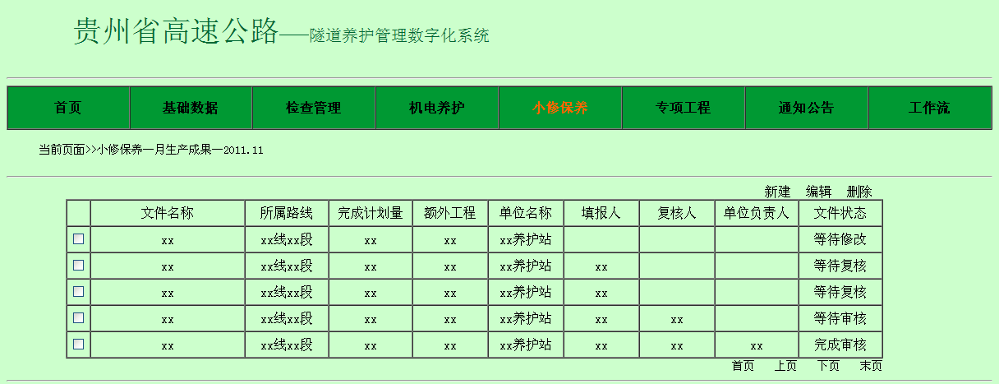 贵州省高速公路——隧道养护管理数字化系统
首页 基础数据 检查管理 机电养护 小修保养 专项工程 通知公告 工作流
当前页面>>小修保养—月生产成果—2011.11
新建 编辑 删除
文件名称 所属路线 完成计划量 额外工程 单位名称 填报人 复核人 单位负责人 文件状态
xx xx线xx段 xx xx xx养护站 等待修改
xx xx线xx段 xx xx xx养护站 xx 等待复核
xx xx线xx段 xx xx xx养护站 xx 等待复核
xx xx线xx段 xx xx xx养护站 xx xx 等待审核
xx xx线xx段 xx xx xx养护站 xx xx xx 完成审核
首页 上页 下页 末页